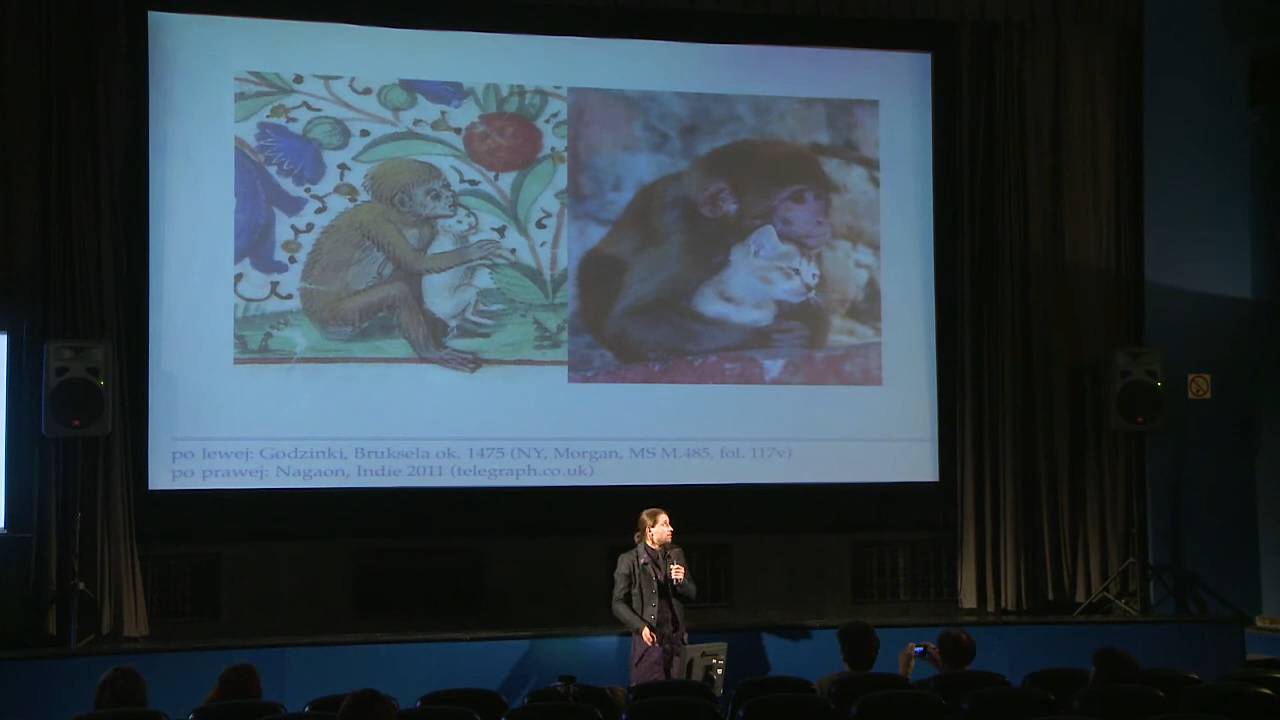 po lewej: Godzinki, Bruksela ok. 1475 (NY, Morgan, MS M.485, fol. 117v)
po prawej: Nagaon, Indie 2011 (telegraph.co.uk)